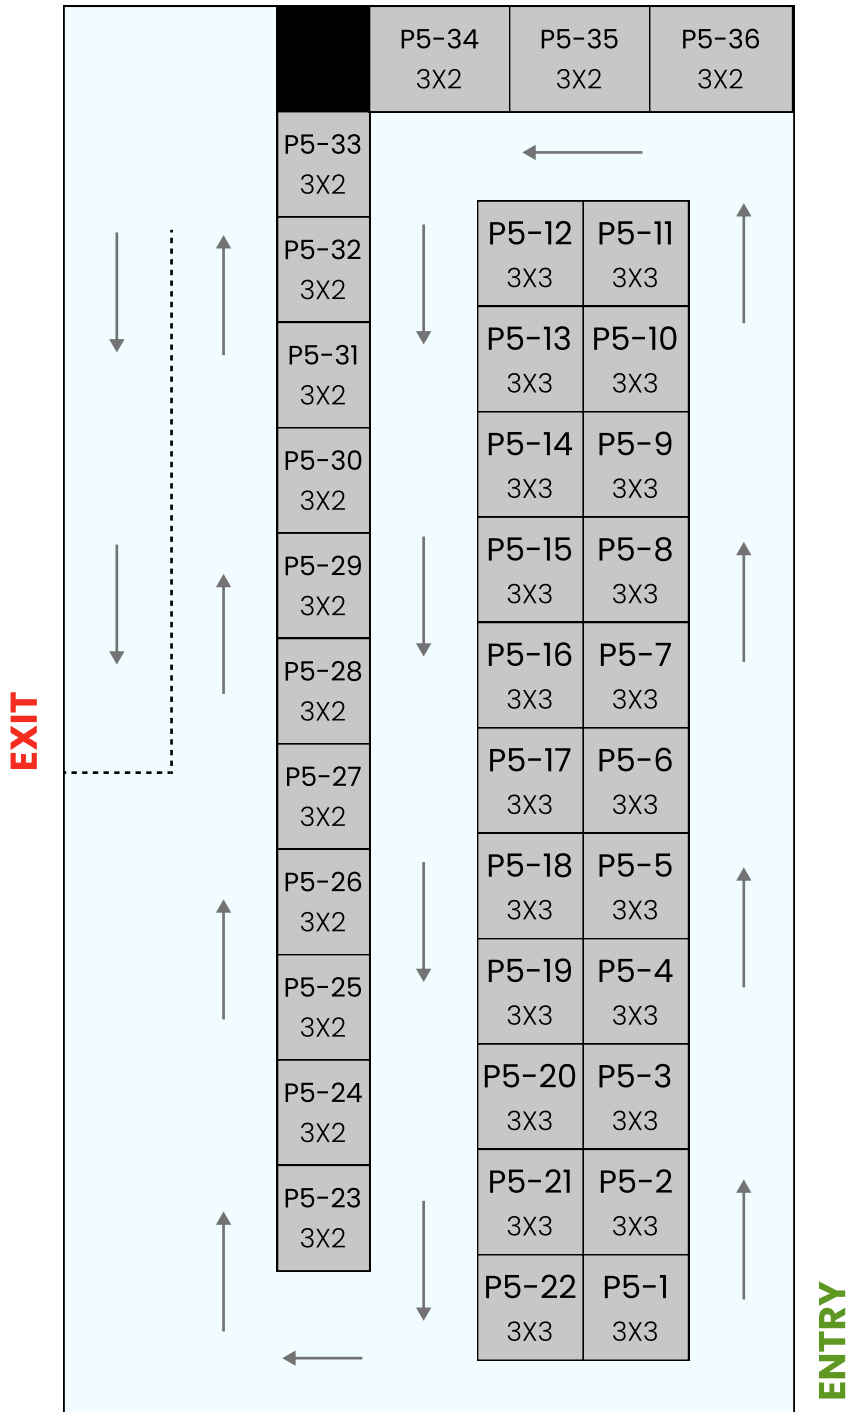 P5-34
3X2
P5-35
3X2
P5-36
3X2
P5-33
3X2
P5-32
3X2
P5-31
3X2
P5-30
3X2
P5-29
3X2
P5-28
3X2
P5-27
3X2
P5-26
3X2
P5-25
3X2
P5-24
3X2
P5-23
3X2
P5-12
3X3
P5-11
3X3
P5-13
3X3
P5-10
3X3
P5-14
3X3
P5-9
3X3
P5-15
3X3
P5-8
3X3
P5-16
3X3
P5-7
3X3
P5-17
3X3
P5-6
3X3
P5-18
3X3
P5-5
3X3
P5-19
3X3
P5-4
3X3
P5-20
3X3
P5-3
3X3
P5-21
3X3
P5-2
3X3
P5-22
3X3
P5-1
3X3
EXIT
ENTRY